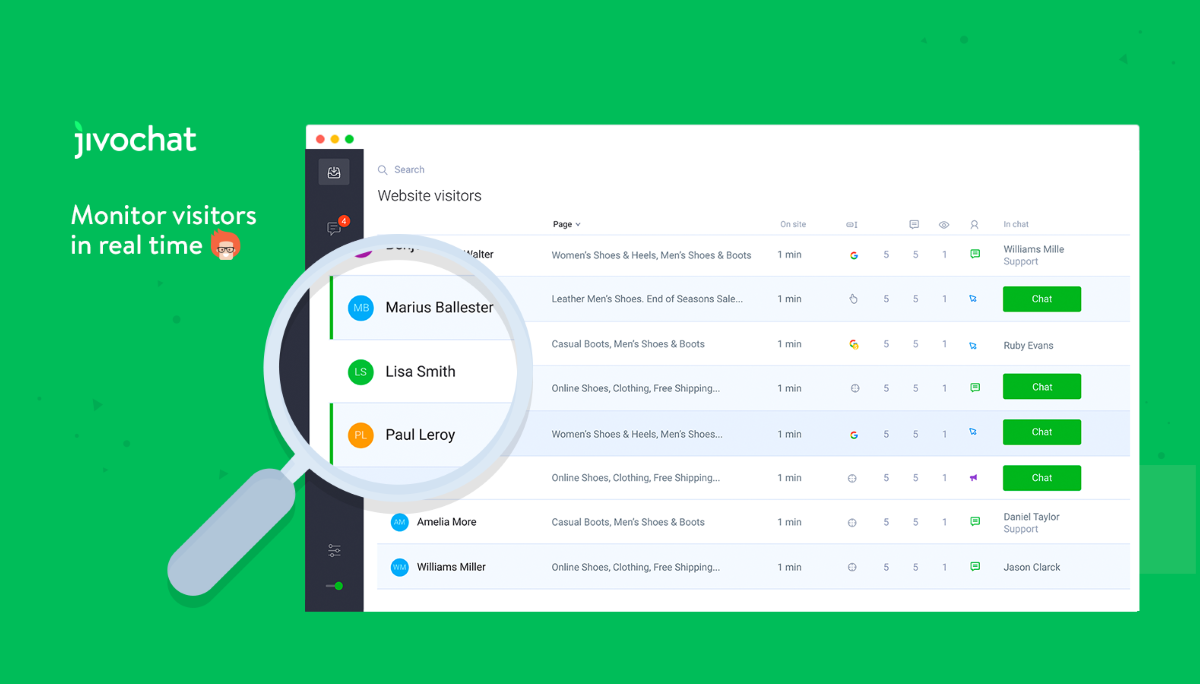 jivochat
Monitor visitors
in real time
Search
Website visitors
4
Page On site In chat
Walter Women's Shoes & Heels, Men's Shoes & Boots 1 min 5 5 1 Williams Mille
Support
MB Marius Ballester Leather Men's Shoes. End of Seasons Sale... 1 min 5 5 1 Chat
LS Lisa Smith Casual Boots, Men's Shoes & Boots 1 min 5 5 1 Ruby Evans
Online Shoes, Clothing, Free Shipping... 1 min 5 5 1 Chat
PL Paul Leroy Women's Shoes & Heels, Men's Shoes... 1 min 5 5 1 Chat
Online Shoes, Clothing, Free Shipping... 1 min 5 5 1 Chat
AM Amelia More Casual Boots, Men's Shoes & Boots 1 min 5 5 1 Daniel Taylor
Support
WM Williams Miller Online Shoes, Clothing, Free Shipping... 1 min 5 5 1 Jason Clarck